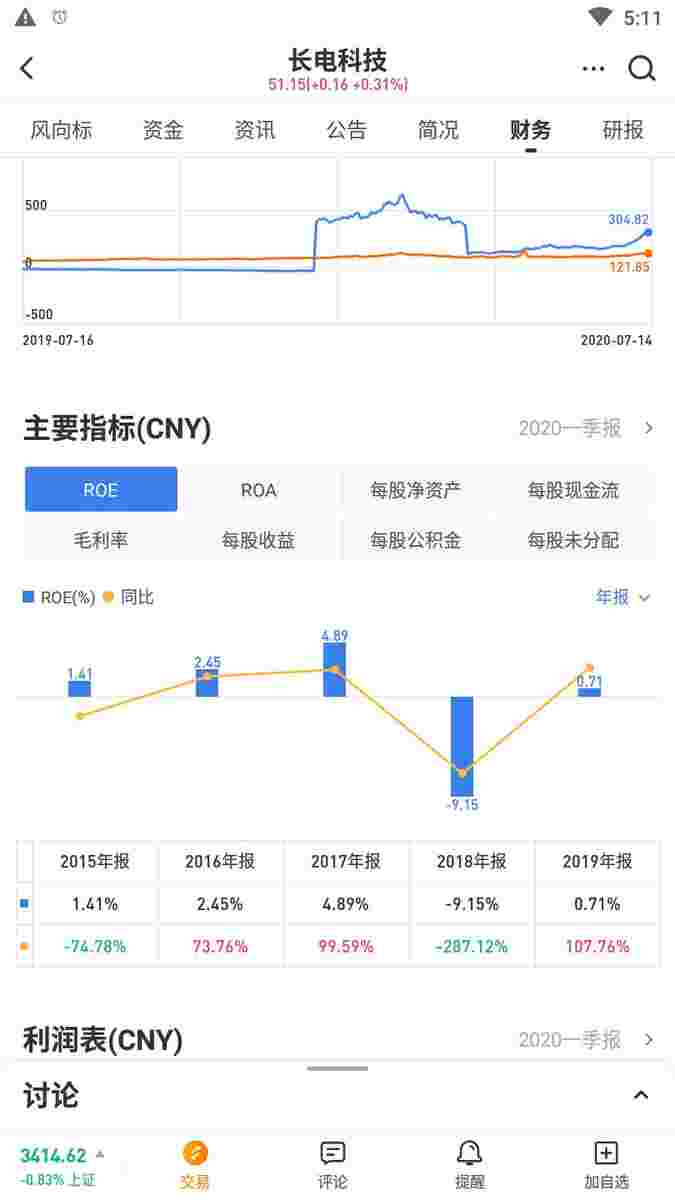 5:11
长电科技
51.15(+0.16 +0.31%)
风向标 资金 资讯 公告 简况 财务 研报
500
304.82
0
121.85
-500
2019-07-16 2020-07-14
主要指标(CNY) 2020一季报
ROE ROA 每股净资产 每股现金流
毛利率 每股收益 每股公积金 每股未分配
ROE(%) 同比 年报
4.89
2.45
1.41
0.71
-9.15
2015年报 2016年报 2017年报 2018年报 2019年报
1.41% 2.45% 4.89% -9.15% 0.71%
-74.78% 73.76% 99.59% -287.12% 107.76%
利润表(CNY) 2020一季报
讨论
3414.62
-0.83% 上证
交易 评论 提醒 加自选